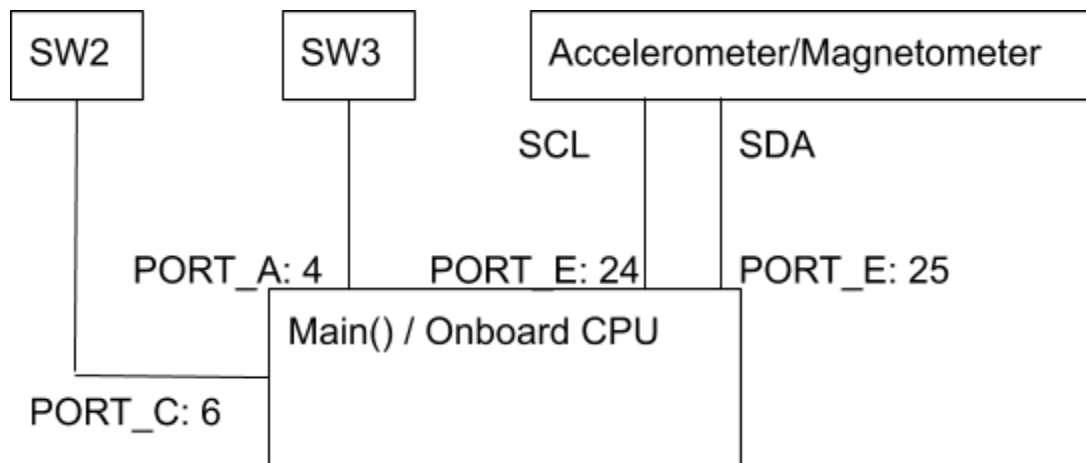 SW2
SW3
Accelerometer/Magnetometer
SCL
SDA
PORT_A: 4
PORT_E: 24
PORT_E: 25
Main() / Onboard CPU
PORT_C: 6